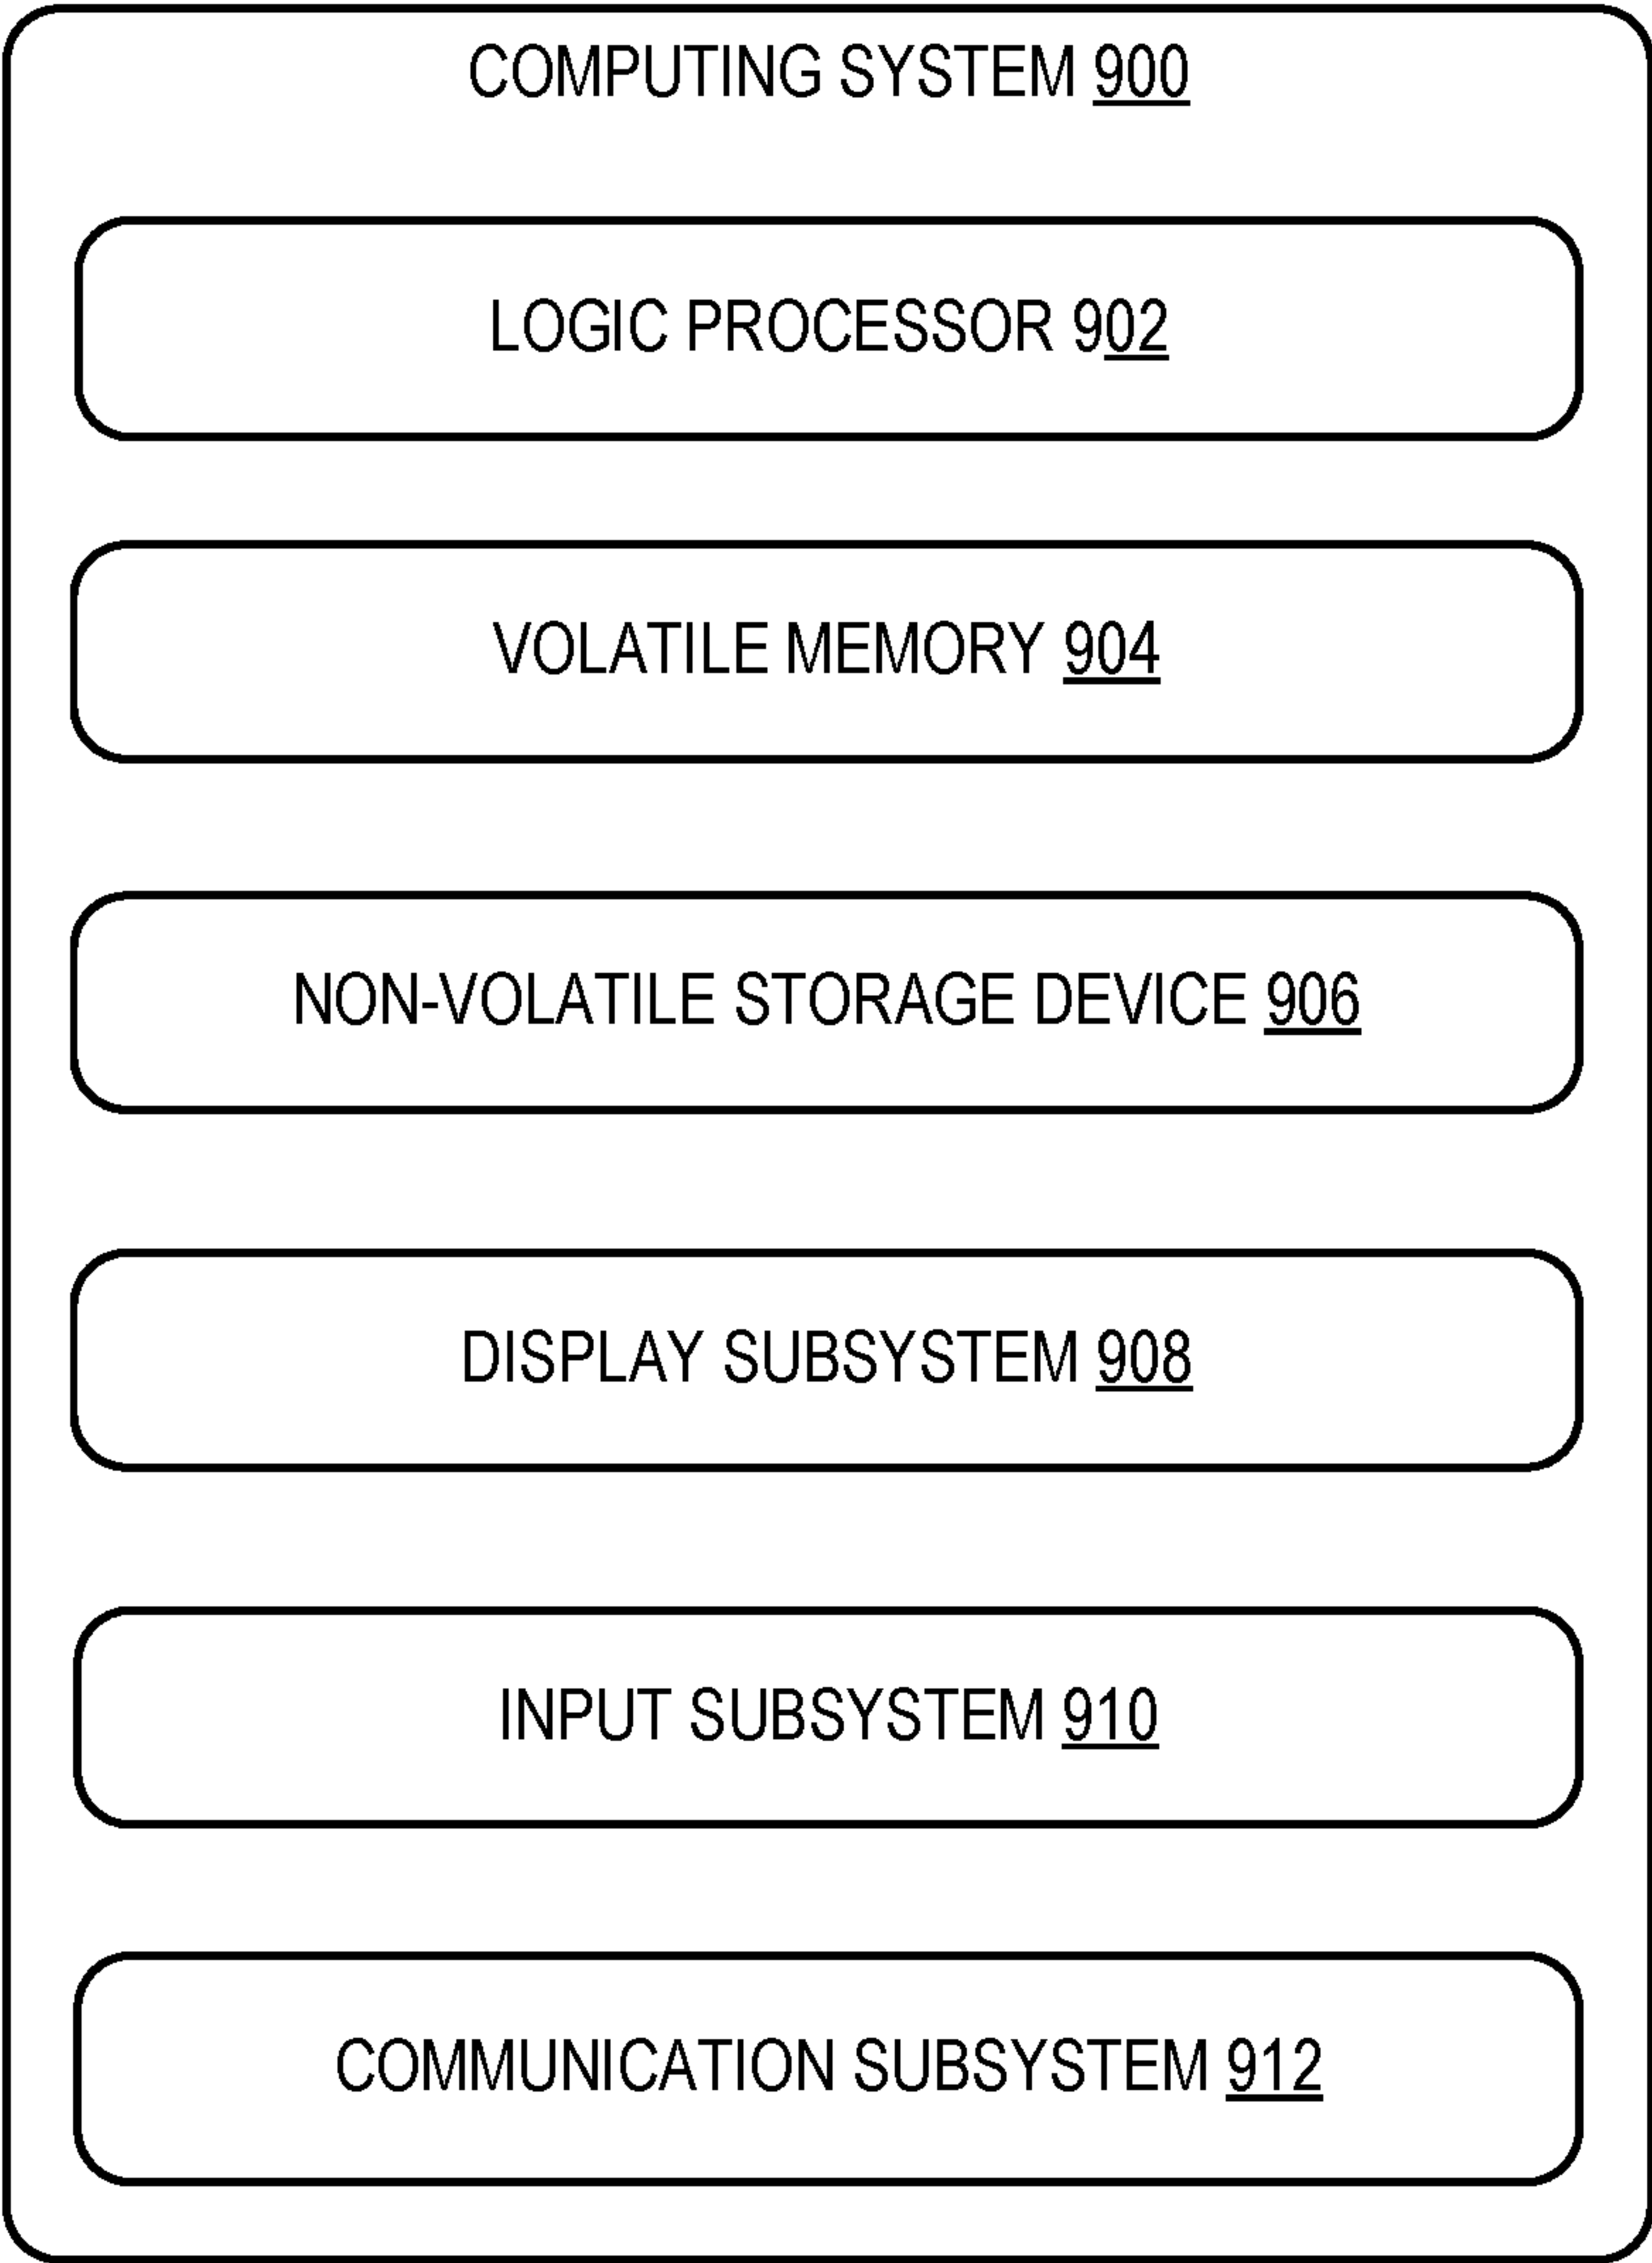 COMPUTING SYSTEM 900
LOGIC PROCESSOR 902
VOLATILE MEMORY 904
NON-VOLATILE STORAGE DEVICE 906
DISPLAY SUBSYSTEM 908
INPUT SUBSYSTEM 910
COMMUNICATION SUBSYSTEM 912